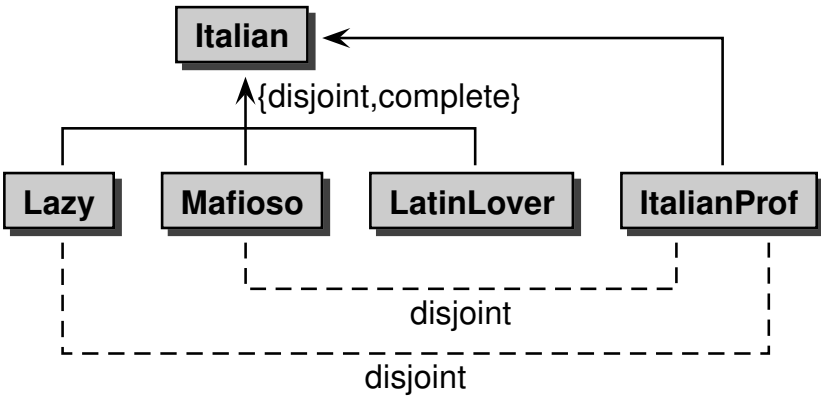 Italian
{disjoint,complete}
Lazy
Mafioso
LatinLover
ItalianProf
disjoint
disjoint